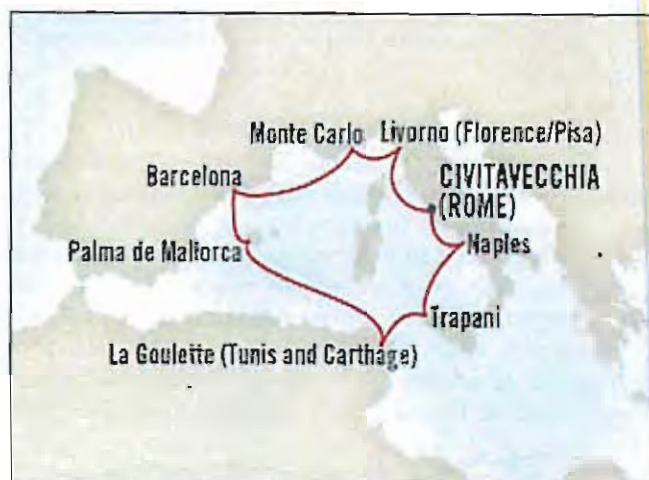 Monte Carlo
Livorno (Florence/Pisa)
Barcelona
CIVITAVECCHIA
(ROME)
Palma de Mallorca
Naples
Trapani
La Goulette (Tunis and Carthage)